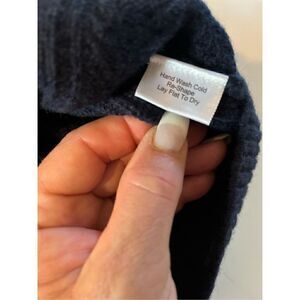 Hand Wash Cold
Re-Shape
Lay Flat To Dry